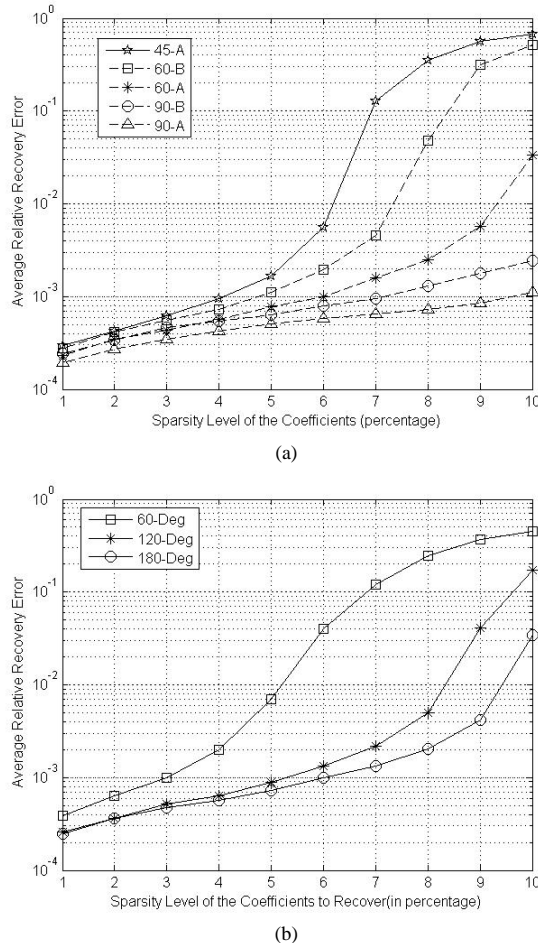 10^0
10^-1
10^-2
10^-3
10^-4
Average Relative Recovery Error
45-A
60-B
60-A
90-B
90-A
1 2 3 4 5 6 7 8 9 10
Sparsity Level of the Coefficients (percentage)
(a)
10^0
10^-1
10^-2
10^-3
10^-4
Average Relative Recovery Error
60-Deg
120-Deg
180-Deg
1 2 3 4 5 6 7 8 9 10
Sparsity Level of the Coefficients to Recover(in percentage)
(b)